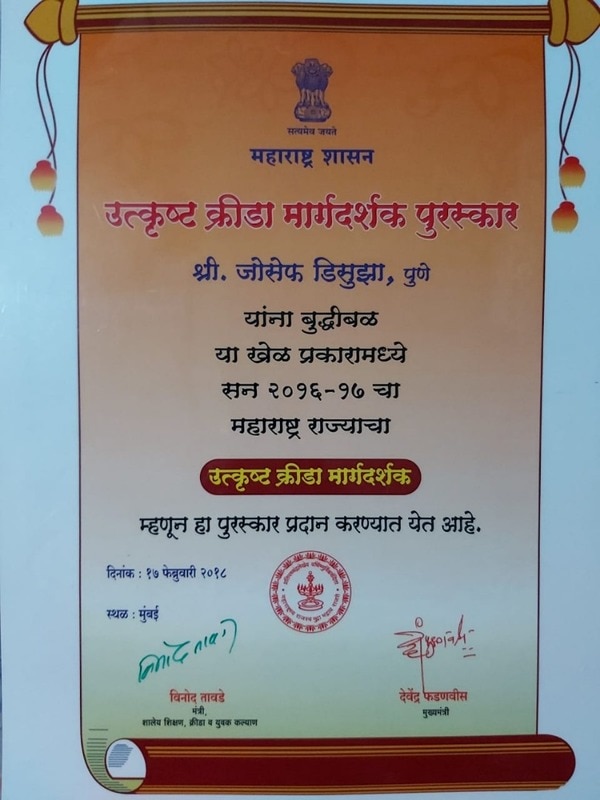 सत्यमेव जयते
महाराष्ट्र शासन
उत्कृष्ट क्रीडा मार्गदर्शक पुरस्कार
श्री. जोसेफ डिसुझा, पुणे
यांना बुद्धीबळ
या खेळ प्रकारामध्ये
सन २०१६-१७ चा
महाराष्ट्र राज्याचा
उत्कृष्ट क्रीडा मार्गदर्शक
म्हणून हा पुरस्कार प्रदान करण्यात येत आहे.
दिनांक : १७ फेब्रुवारी २०१८
स्थळ : मुंबई
विनोद तावडे
विनोद तावडे
मंत्री,
शालेय शिक्षण, क्रीडा व युवक कल्याण
देवेंद्र फडणवीस
मुख्यमंत्री